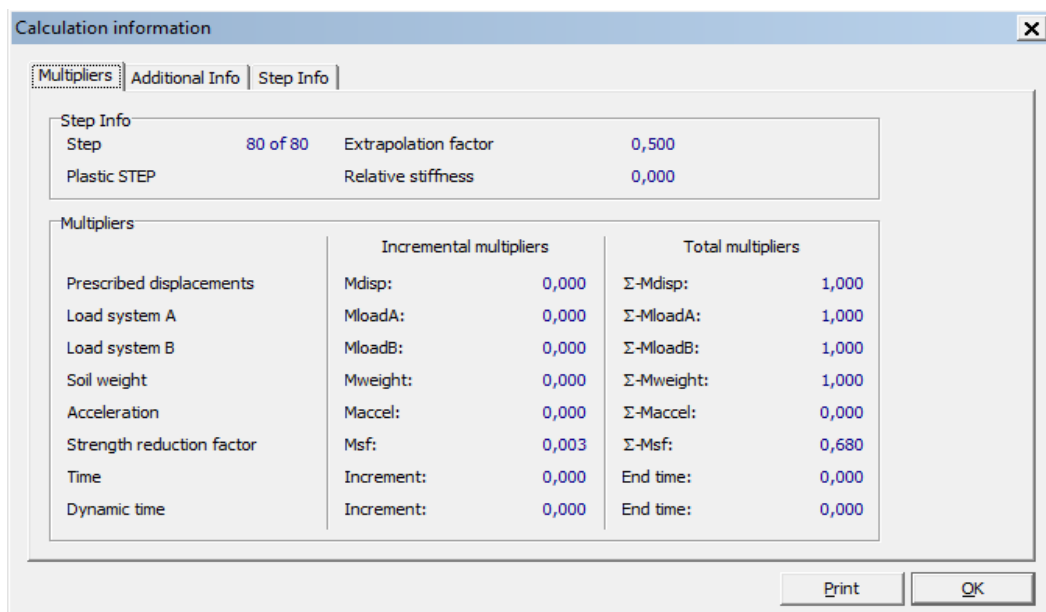 Calculation information
Multipliers Additional Info Step Info
Step Info
Step 80 of 80 Extrapolation factor 0,500
Plastic STEP Relative stiffness 0,000
Multipliers
Incremental multipliers Total multipliers
Prescribed displacements Mdisp: 0,000 Σ-Mdisp: 1,000
Load system A MloadA: 0,000 Σ-MloadA: 1,000
Load system B MloadB: 0,000 Σ-MloadB: 1,000
Soil weight Mweight: 0,000 Σ-Mweight: 1,000
Acceleration Maccel: 0,000 Σ-Maccel: 0,000
Strength reduction factor Msf: 0,003 Σ-Msf: 0,680
Time Increment: 0,000 End time: 0,000
Dynamic time Increment: 0,000 End time: 0,000
Print OK